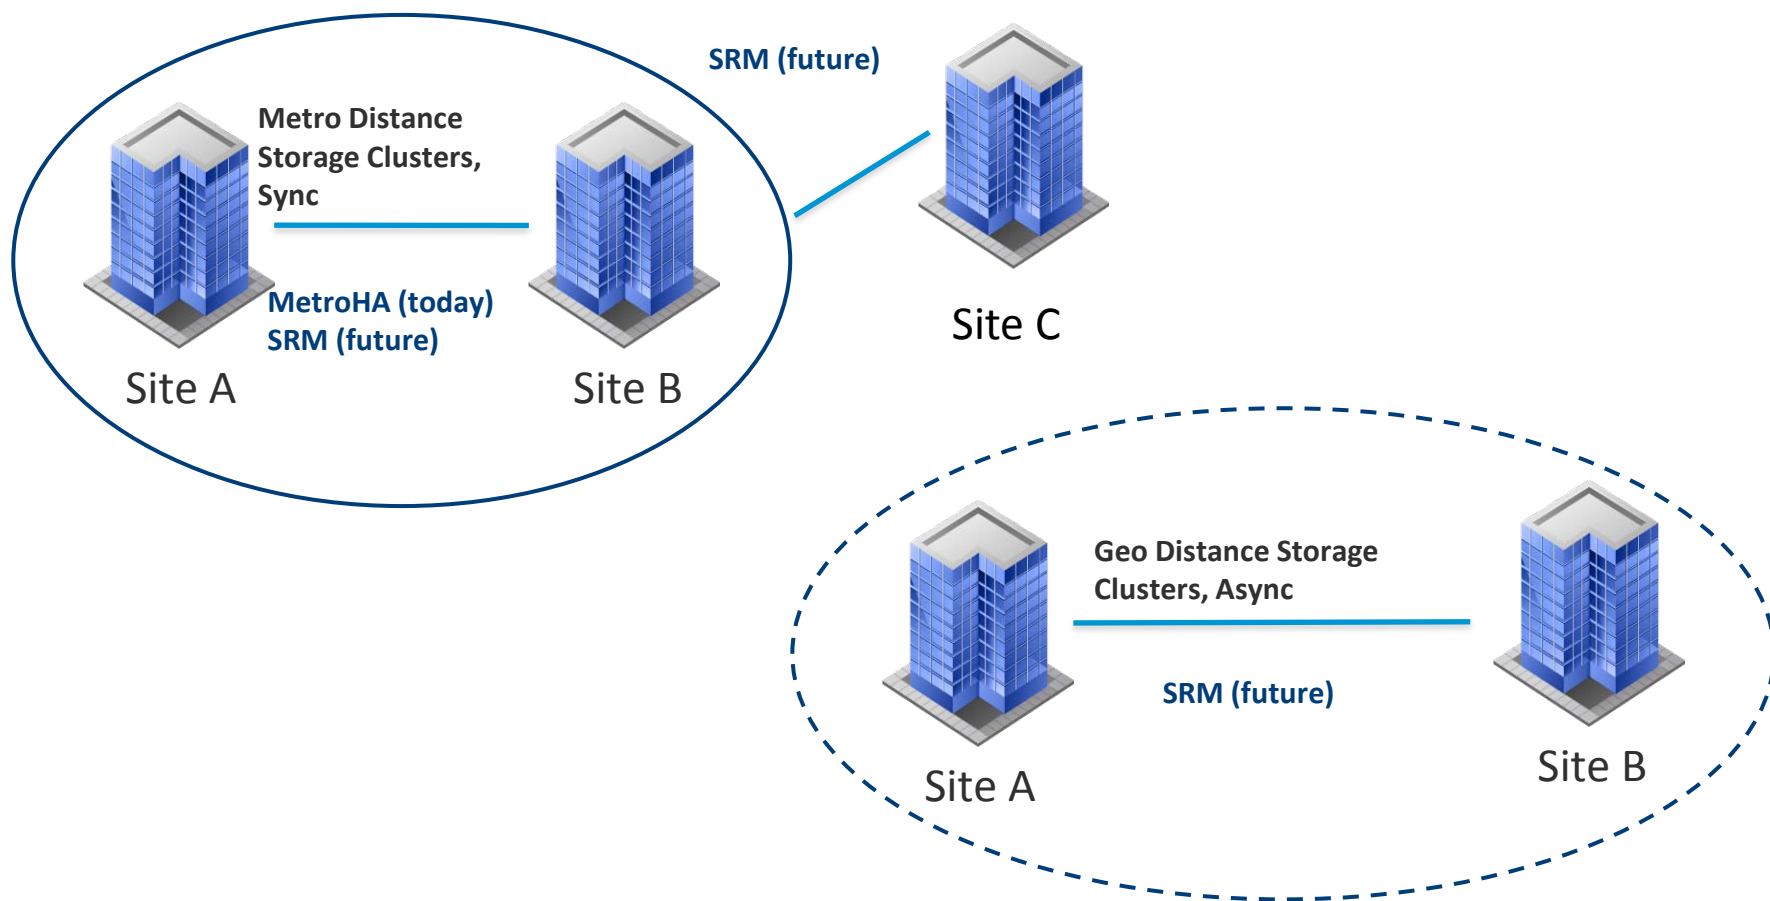 SRM (future)
Metro Distance
Storage Clusters,
Sync
MetroHA (today)
SRM (future)
Site A
Site B
Site C
Geo Distance Storage
Clusters, Async
SRM (future)
Site A
Site B